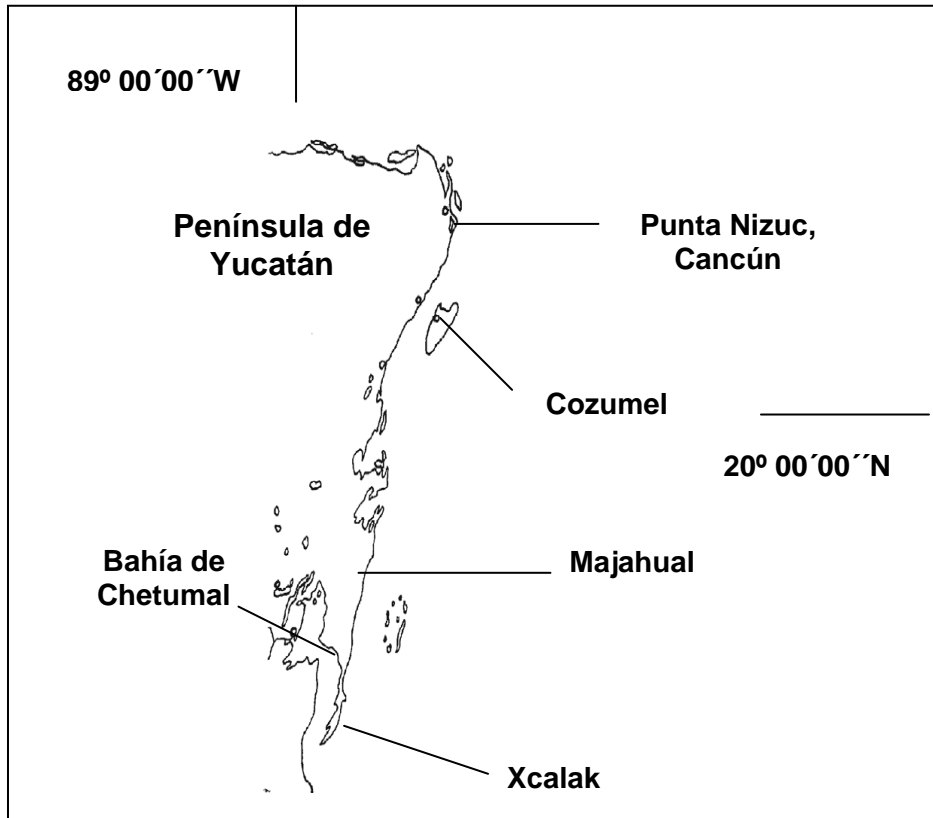 89º 00´00´´W
Península de
Yucatán
Punta Nizuc,
Cancún
Cozumel
20º 00´00´´N
Bahía de
Chetumal
Majahual
Xcalak